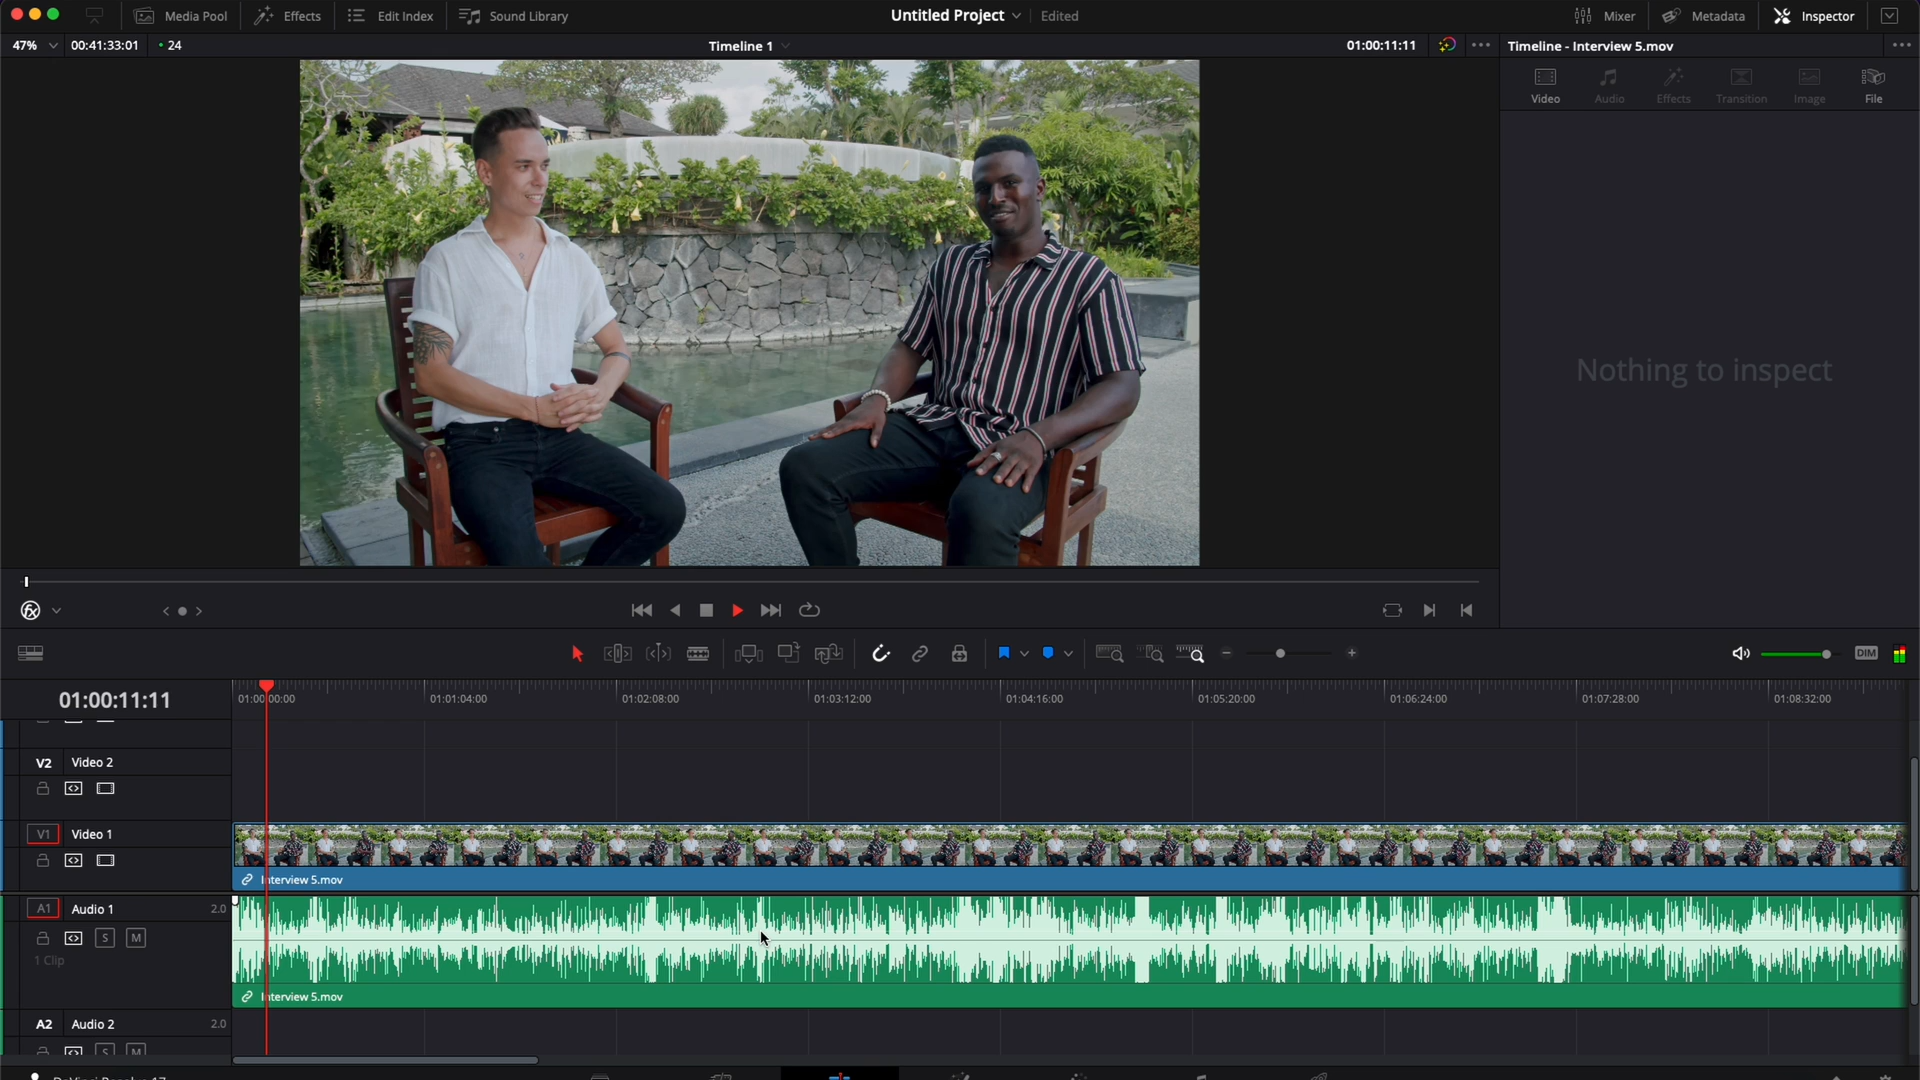 Media Pool Effects Edit Index Sound Library Untitled Project Edited Mixer Metadata Inspector
47% 00:41:33:01 • 24 Timeline 1 01:00:11:11 ••• Timeline - Interview 5.mov •••
Video Audio Effects Transition Image File
Nothing to inspect
DIM
01:00:11:11 01:00:00:00 01:01:04:00 01:02:08:00 01:03:12:00 01:04:16:00 01:05:20:00 01:06:24:00 01:07:28:00 01:08:32:00
V2 Video 2
V1 Video 1
Interview 5.mov
A1 Audio 1 2.0
S M
1 Clip
Interview 5.mov
A2 Audio 2 2.0
S M
DaVinci Resolve 17